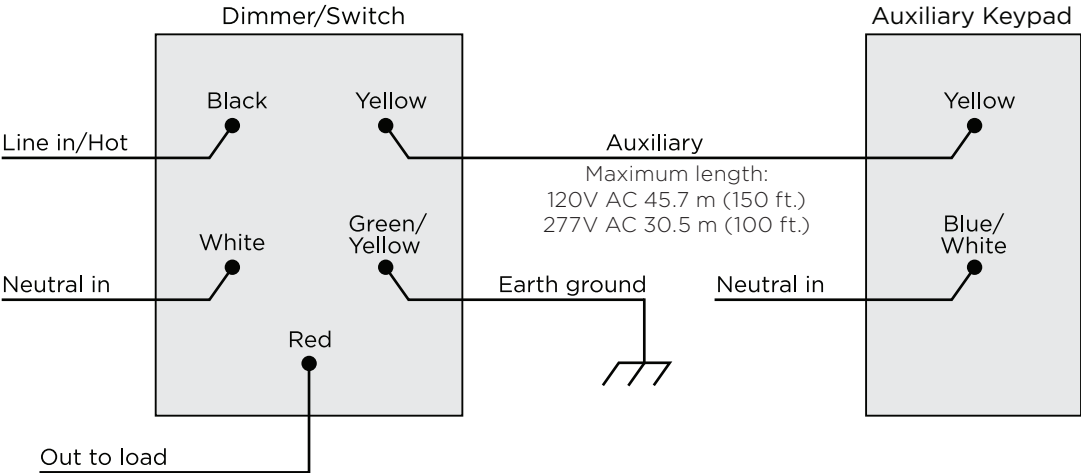 Dimmer/Switch
Auxiliary Keypad
Black
Yellow
Yellow
Line in/Hot
Auxiliary
Maximum length:
120V AC 45.7 m (150 ft.)
277V AC 30.5 m (100 ft.)
White
Green/
Yellow
Blue/
White
Neutral in
Earth ground
Neutral in
Red
Out to load